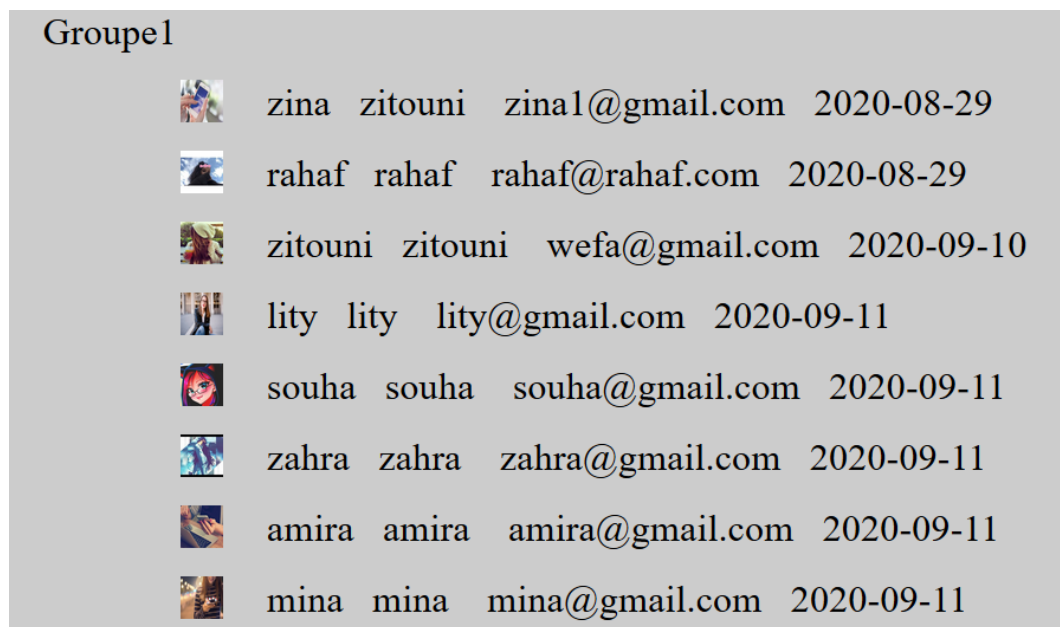 Groupe1
zina zitouni zina1@gmail.com 2020-08-29
rahaf rahaf rahaf@rahaf.com 2020-08-29
zitouni zitouni wefa@gmail.com 2020-09-10
lity lity lity@gmail.com 2020-09-11
souha souha souha@gmail.com 2020-09-11
zahra zahra zahra@gmail.com 2020-09-11
amira amira amira@gmail.com 2020-09-11
mina mina mina@gmail.com 2020-09-11